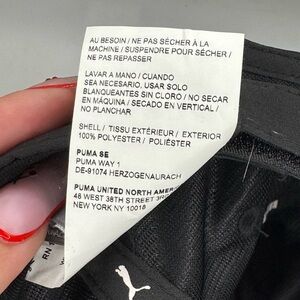 AU BESOIN / NE PAS SÉCHER À LA
MACHINE / SUSPENDRE POUR SÉCHER /
NE PAS REPASSER
LAVAR A MANO / CUANDO
SEA NECESARIO, USAR SOLO
BLANQUEANTES SIN CLORO / NO SECAR
EN MÁQUINA / SECADO EN VERTICAL /
NO PLANCHAR
SHELL / TISSU EXTÉRIEUR / EXTERIOR
100% POLYESTER / POLIÉSTER
PUMA SE
PUMA WAY 1
DE-91074 HERZOGENAURACH
PUMA UNITED NORTH
48 WEST 38TH STREET
NEW YORK NY 10018
RN